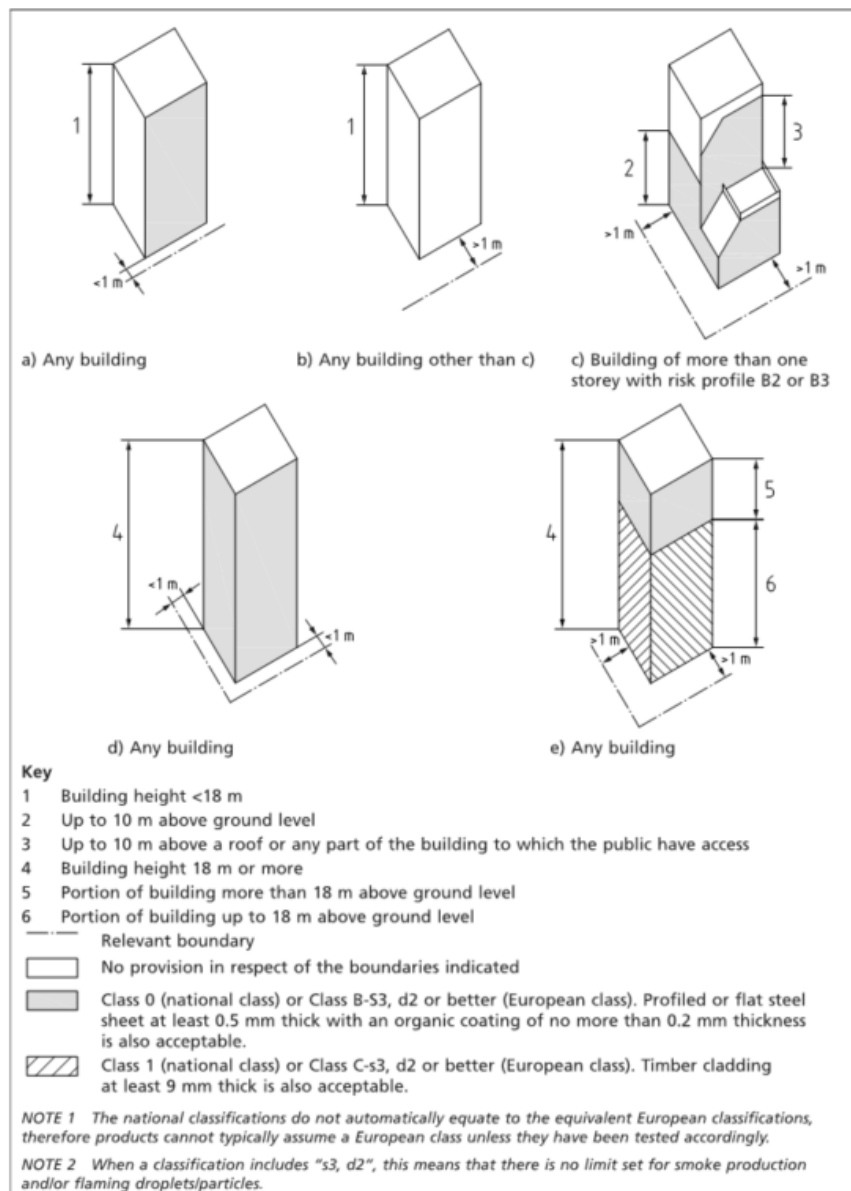 1
<1 m
1
>1 m
2
3
>1 m
>1 m
a) Any building
b) Any building other than c)
c) Building of more than one
storey with risk profile B2 or B3
4
<1 m
<1 m
4
5
6
>1 m
>1 m
d) Any building
e) Any building
Key
1 Building height <18 m
2 Up to 10 m above ground level
3 Up to 10 m above a roof or any part of the building to which the public have access
4 Building height 18 m or more
5 Portion of building more than 18 m above ground level
6 Portion of building up to 18 m above ground level
Relevant boundary
No provision in respect of the boundaries indicated
Class 0 (national class) or Class B-S3, d2 or better (European class). Profiled or flat steel
sheet at least 0.5 mm thick with an organic coating of no more than 0.2 mm thickness
is also acceptable.
Class 1 (national class) or Class C-s3, d2 or better (European class). Timber cladding
at least 9 mm thick is also acceptable.
NOTE 1 The national classifications do not automatically equate to the equivalent European classifications,
therefore products cannot typically assume a European class unless they have been tested accordingly.
NOTE 2 When a classification includes "s3, d2", this means that there is no limit set for smoke production
and/or flaming droplets/particles.